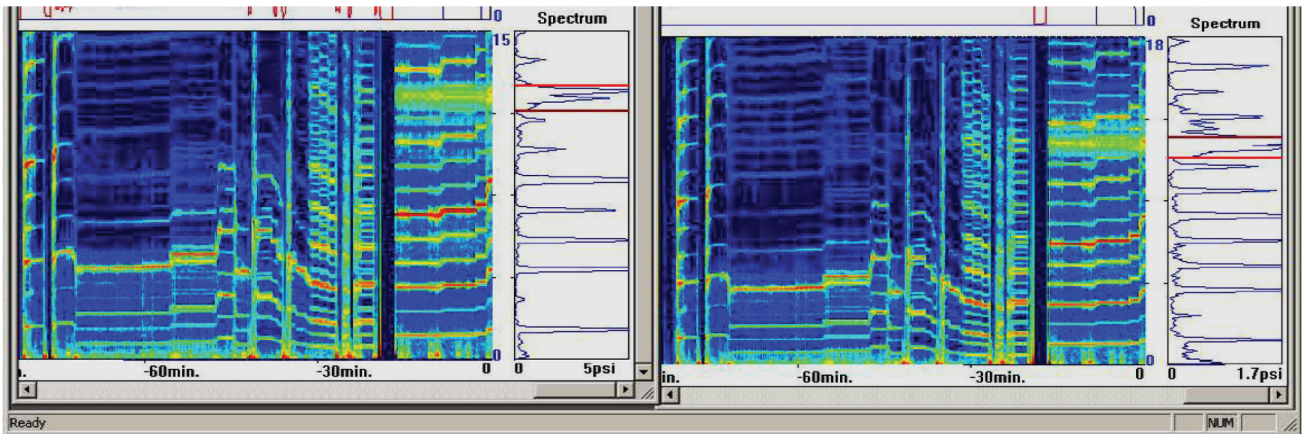 Spectrum
0
15
0
n.
-60min.
-30min.
0
0
5psi
Spectrum
0
18
0
in.
-60min.
-30min.
0
0
1.7psi
Ready
NUM